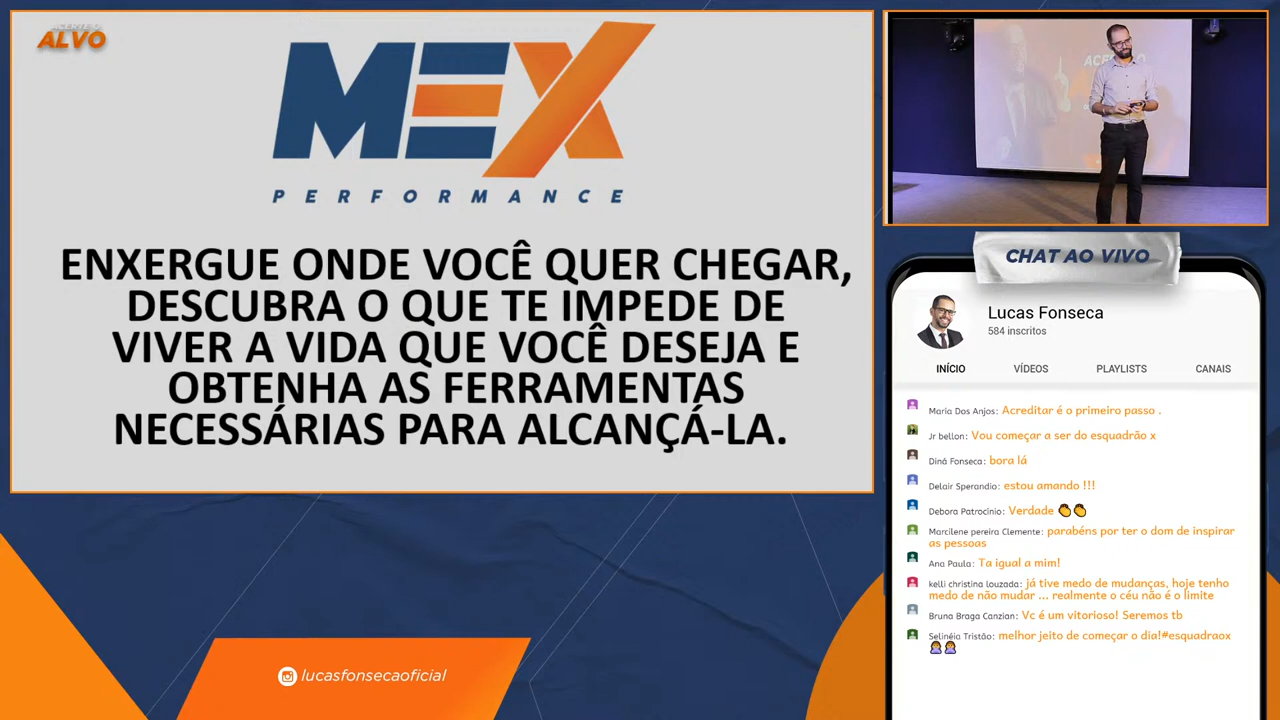 ACERTE O
ALVO
MEX
PERFORMANCE
ENXERGUE ONDE VOCÊ QUER CHEGAR,
DESCUBRA O QUE TE IMPEDE DE
VIVER A VIDA QUE VOCÊ DESEJA E
OBTENHA AS FERRAMENTAS
NECESSÁRIAS PARA ALCANÇÁ-LA.
lucasfonsecaoficial
CHAT AO VIVO
Lucas Fonseca
584 inscritos
INÍCIO VÍDEOS PLAYLISTS CANAIS
Maria Dos Anjos: Acreditar é o primeiro passo .
Jr bellon: Vou começar a ser do esquadrão x
Diná Fonseca: bora lá
Delair Sperandio: estou amando !!!
Debora Patrocinio: Verdade 👏👏
Marcilene pereira Clemente: parabéns por ter o dom de inspirar
as pessoas
Ana Paula: Ta igual a mim!
kelli christina louzada: já tive medo de mudanças, hoje tenho
medo de não mudar ... realmente o céu não é o limite
Bruna Braga Canzian: Vc é um vitorioso! Seremos tb
Selinéia Tristão: melhor jeito de começar o dia!#esquadraox